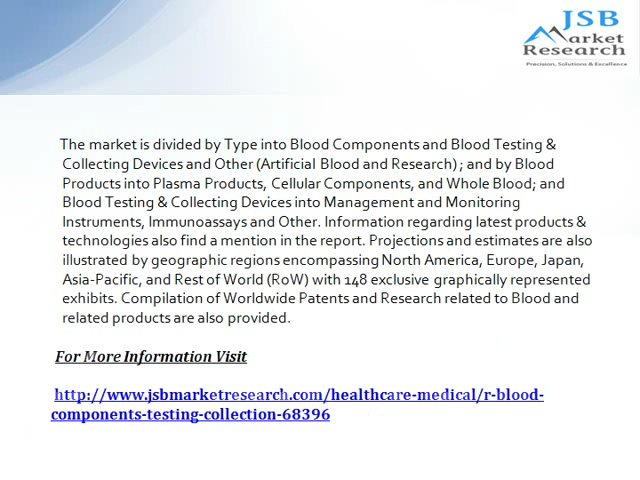 JSB
Market
Research
Precision, Solutions & Excellence
The market is divided by Type into Blood Components and Blood Testing &
Collecting Devices and Other (Artificial Blood and Research); and by Blood
Products into Plasma Products, Cellular Components, and Whole Blood; and
Blood Testing & Collecting Devices into Management and Monitoring
Instruments, Immunoassays and Other. Information regarding latest products &
technologies also find a mention in the report. Projections and estimates are also
illustrated by geographic regions encompassing North America, Europe, Japan,
Asia-Pacific, and Rest of World (RoW) with 148 exclusive graphically represented
exhibits. Compilation of Worldwide Patents and Research related to Blood and
related products are also provided.
For More Information Visit
http://www.jsbmarketresearch.com/healthcare-medical/r-blood-
components-testing-collection-68396